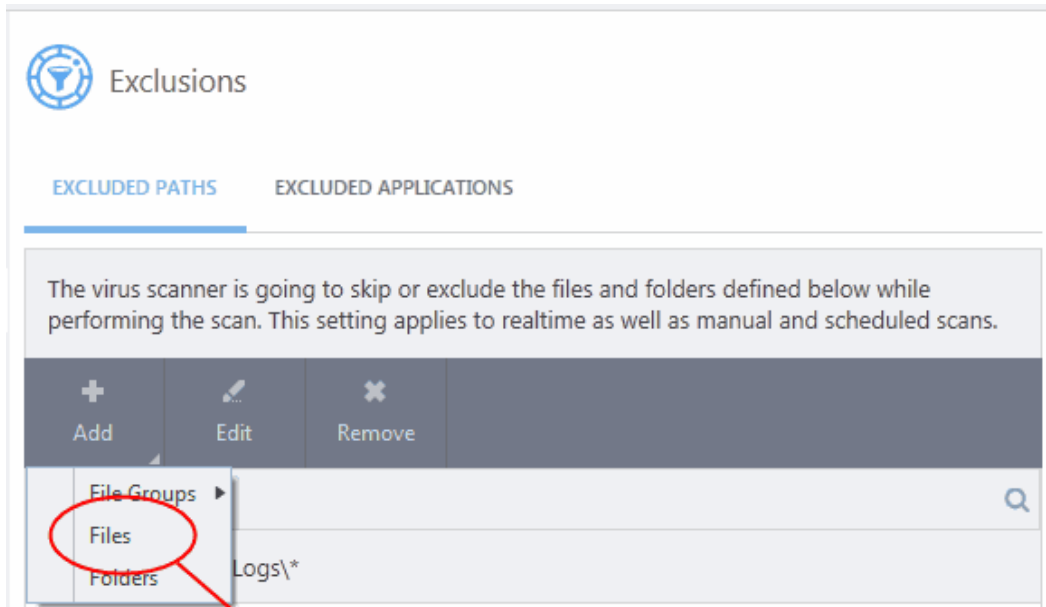 Exclusions
EXCLUDED PATHS EXCLUDED APPLICATIONS
The virus scanner is going to skip or exclude the files and folders defined below while
performing the scan. This setting applies to realtime as well as manual and scheduled scans.
Add Edit Remove
File Groups
Files
Folders
Logs\*